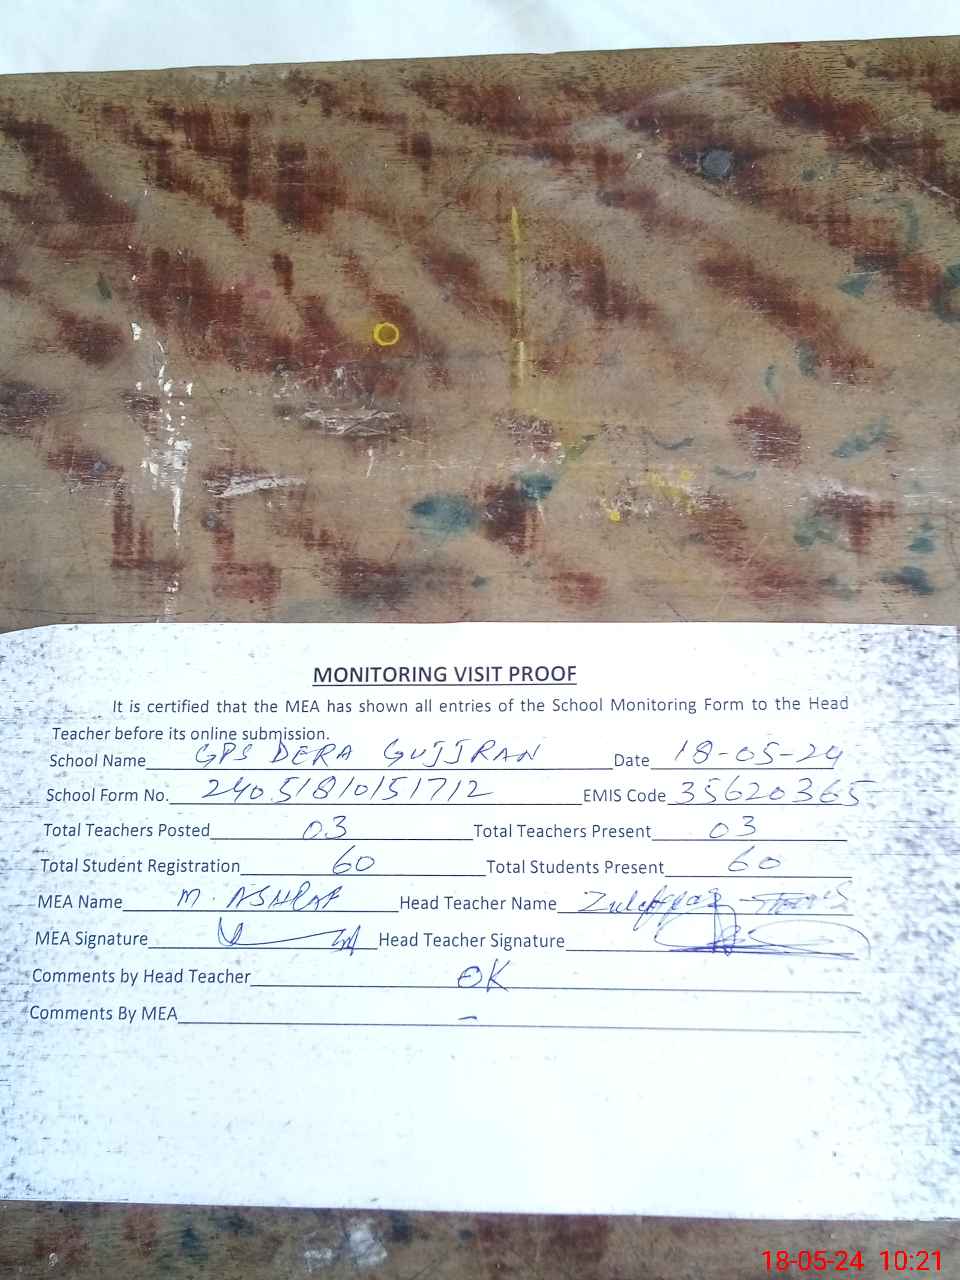 MONITORING VISIT PROOF
It is certified that the MEA has shown all entries of the School Monitoring Form to the Head
Teacher before its online submission.
School Name GPS DERA GUJJRAN Date 18-05-24
School Form No. 24051810151712 EMIS Code 35620365
Total Teachers Posted 03 Total Teachers Present 03
Total Student Registration 60 Total Students Present 60
MEA Name M. ASHRAF Head Teacher Name
MEA Signature Head Teacher Signature
Comments by Head Teacher OK
Comments By MEA -
18-05-24 10:21